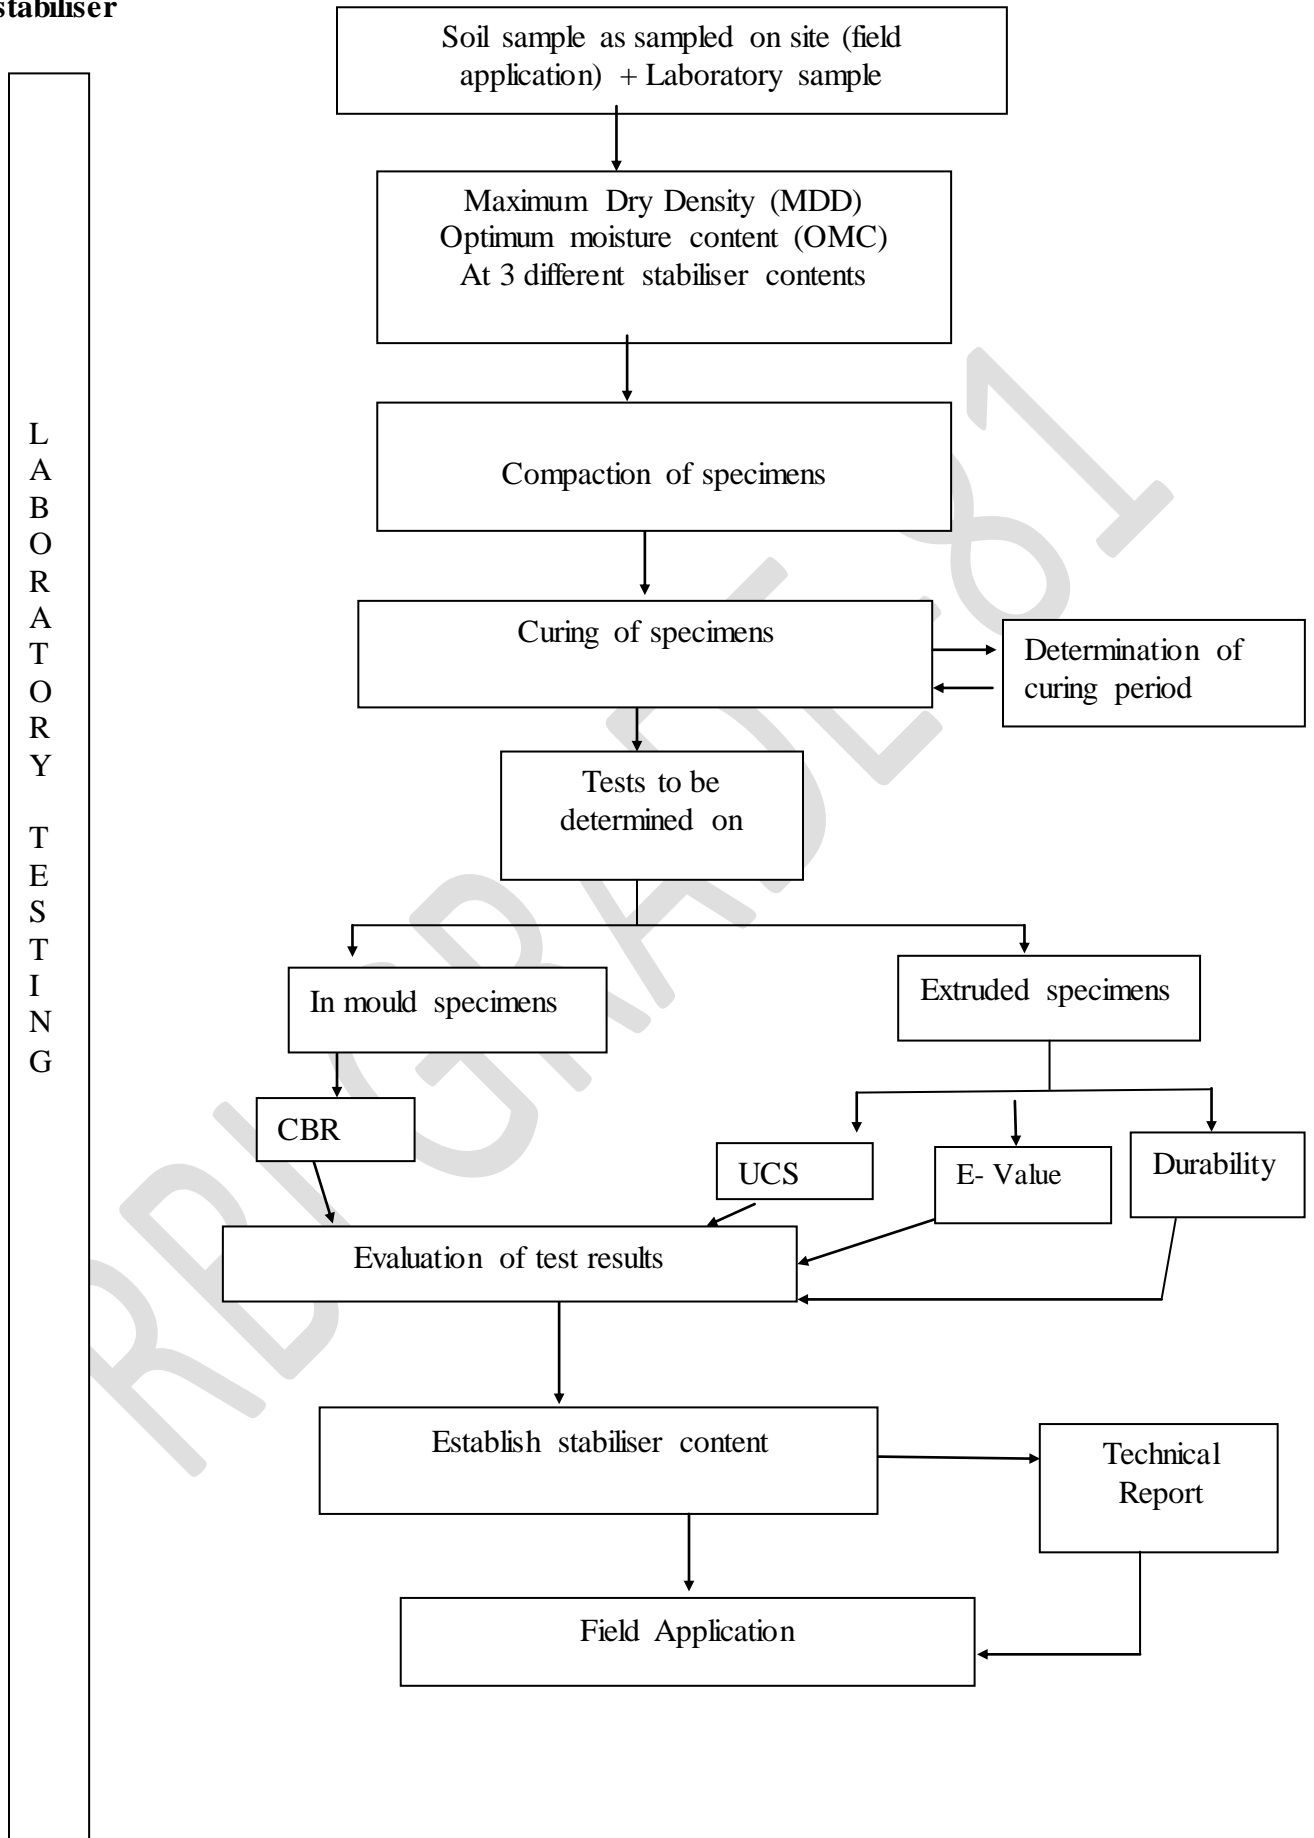 stabiliser
Soil sample as sampled on site (field
application) + Laboratory sample
Maximum Dry Density (MDD)
Optimum moisture content (OMC)
At 3 different stabiliser contents
Compaction of specimens
Curing of specimens
Determination of
curing period
Tests to be
determined on
In mould specimens
Extruded specimens
CBR
UCS
E- Value
Durability
Evaluation of test results
Establish stabiliser content
Technical
Report
Field Application
L
A
B
O
R
A
T
O
R
Y
T
E
S
T
I
N
G
RBI GRADE-81